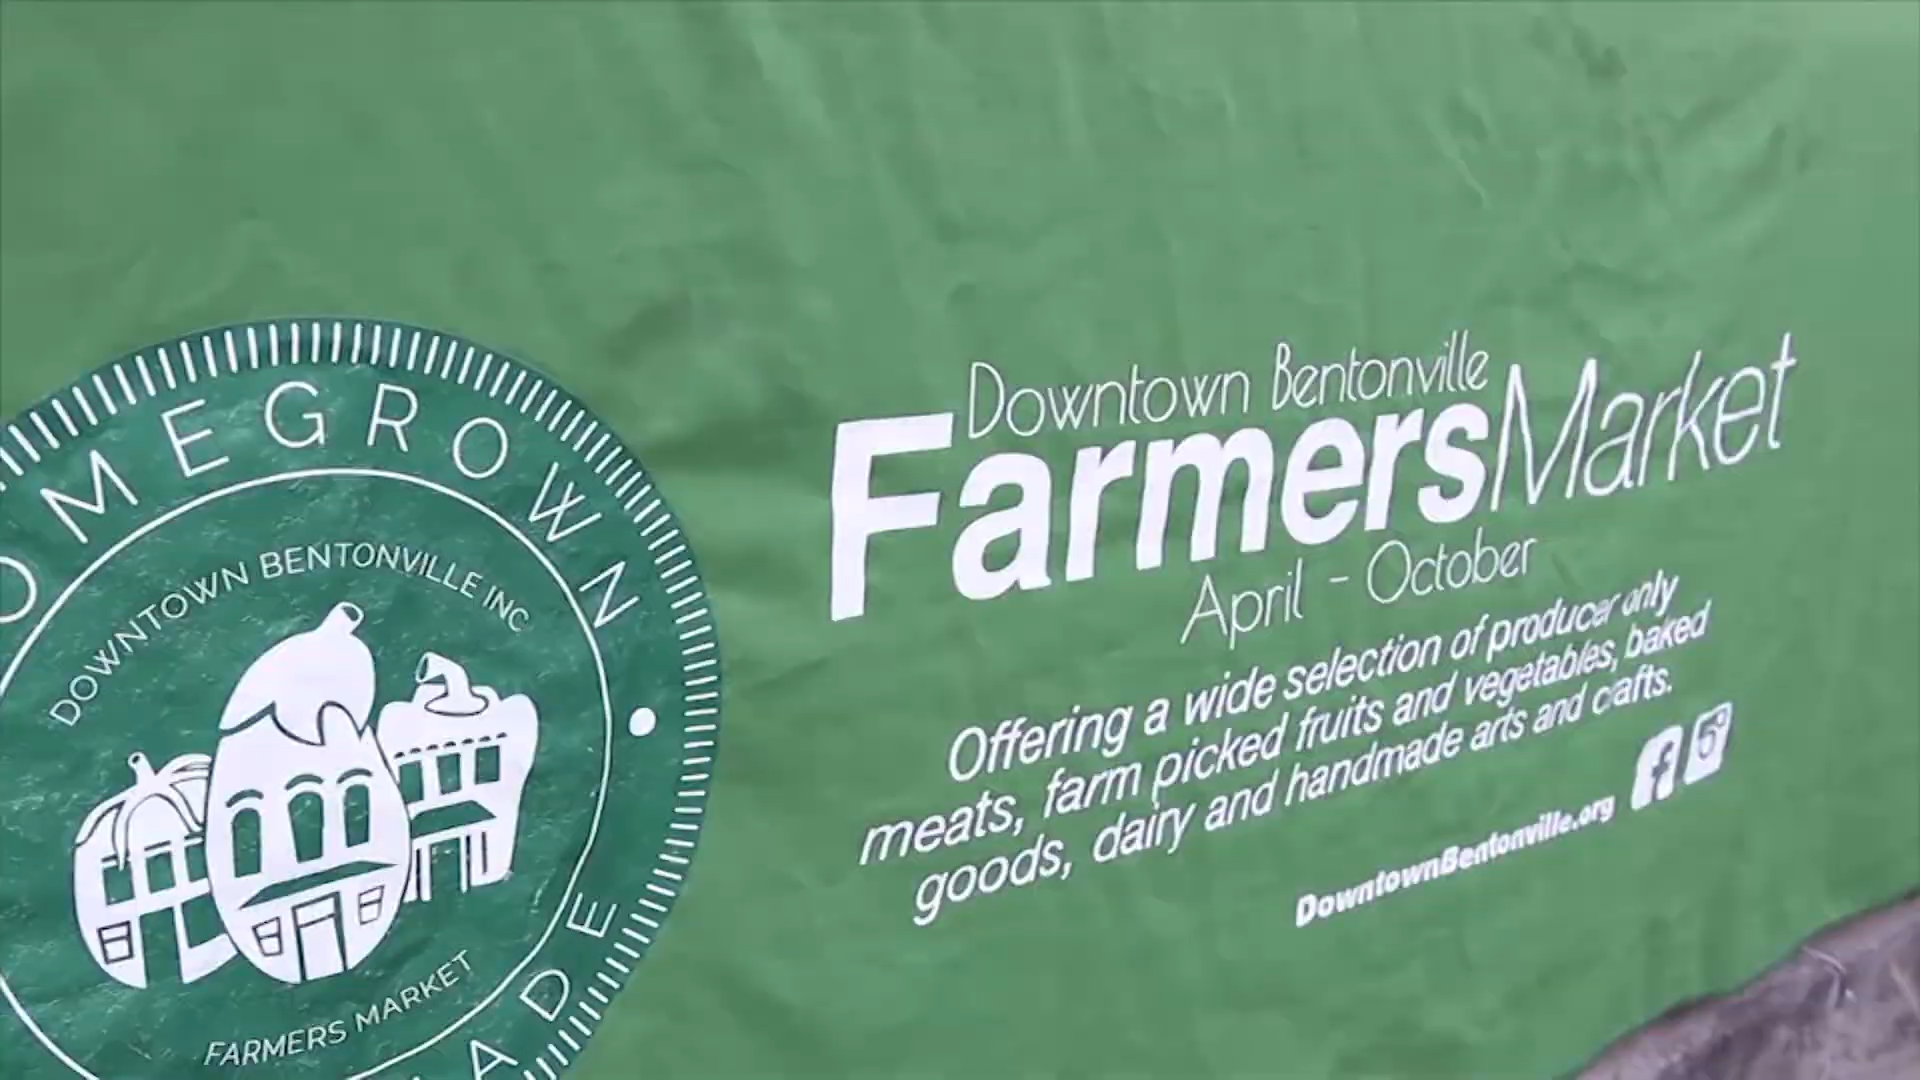 OMEGROWN
DOWNTOWN BENTONVILLE INC
FARMERS MARKET
ADE
Downtown Bentonville
FarmersMarket
April - October
Offering a wide selection of producer only
meats, farm picked fruits and vegetables, baked
goods, dairy and handmade arts and crafts.
DowntownBentonville.org